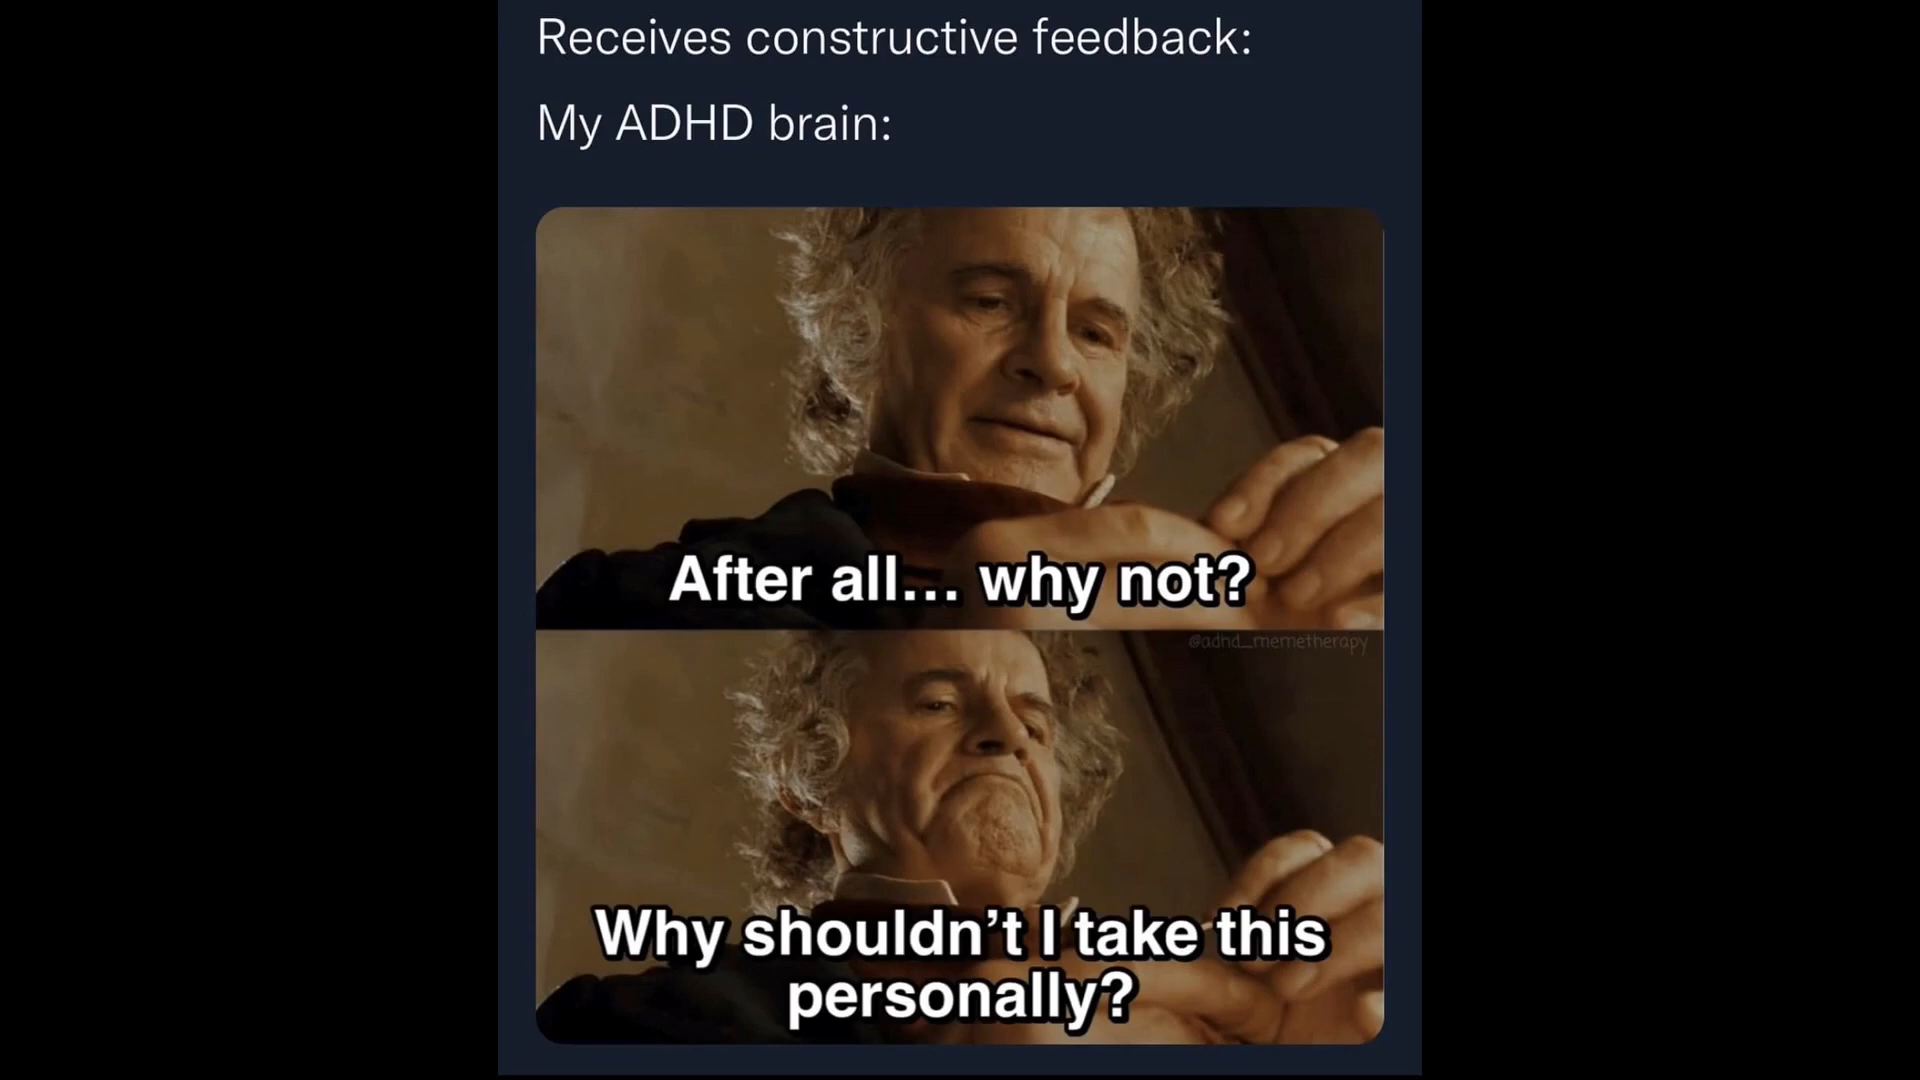 Receives constructive feedback:
My ADHD brain:
After all... why not?
@adhd_memetherapy
Why shouldn’t I take this
personally?